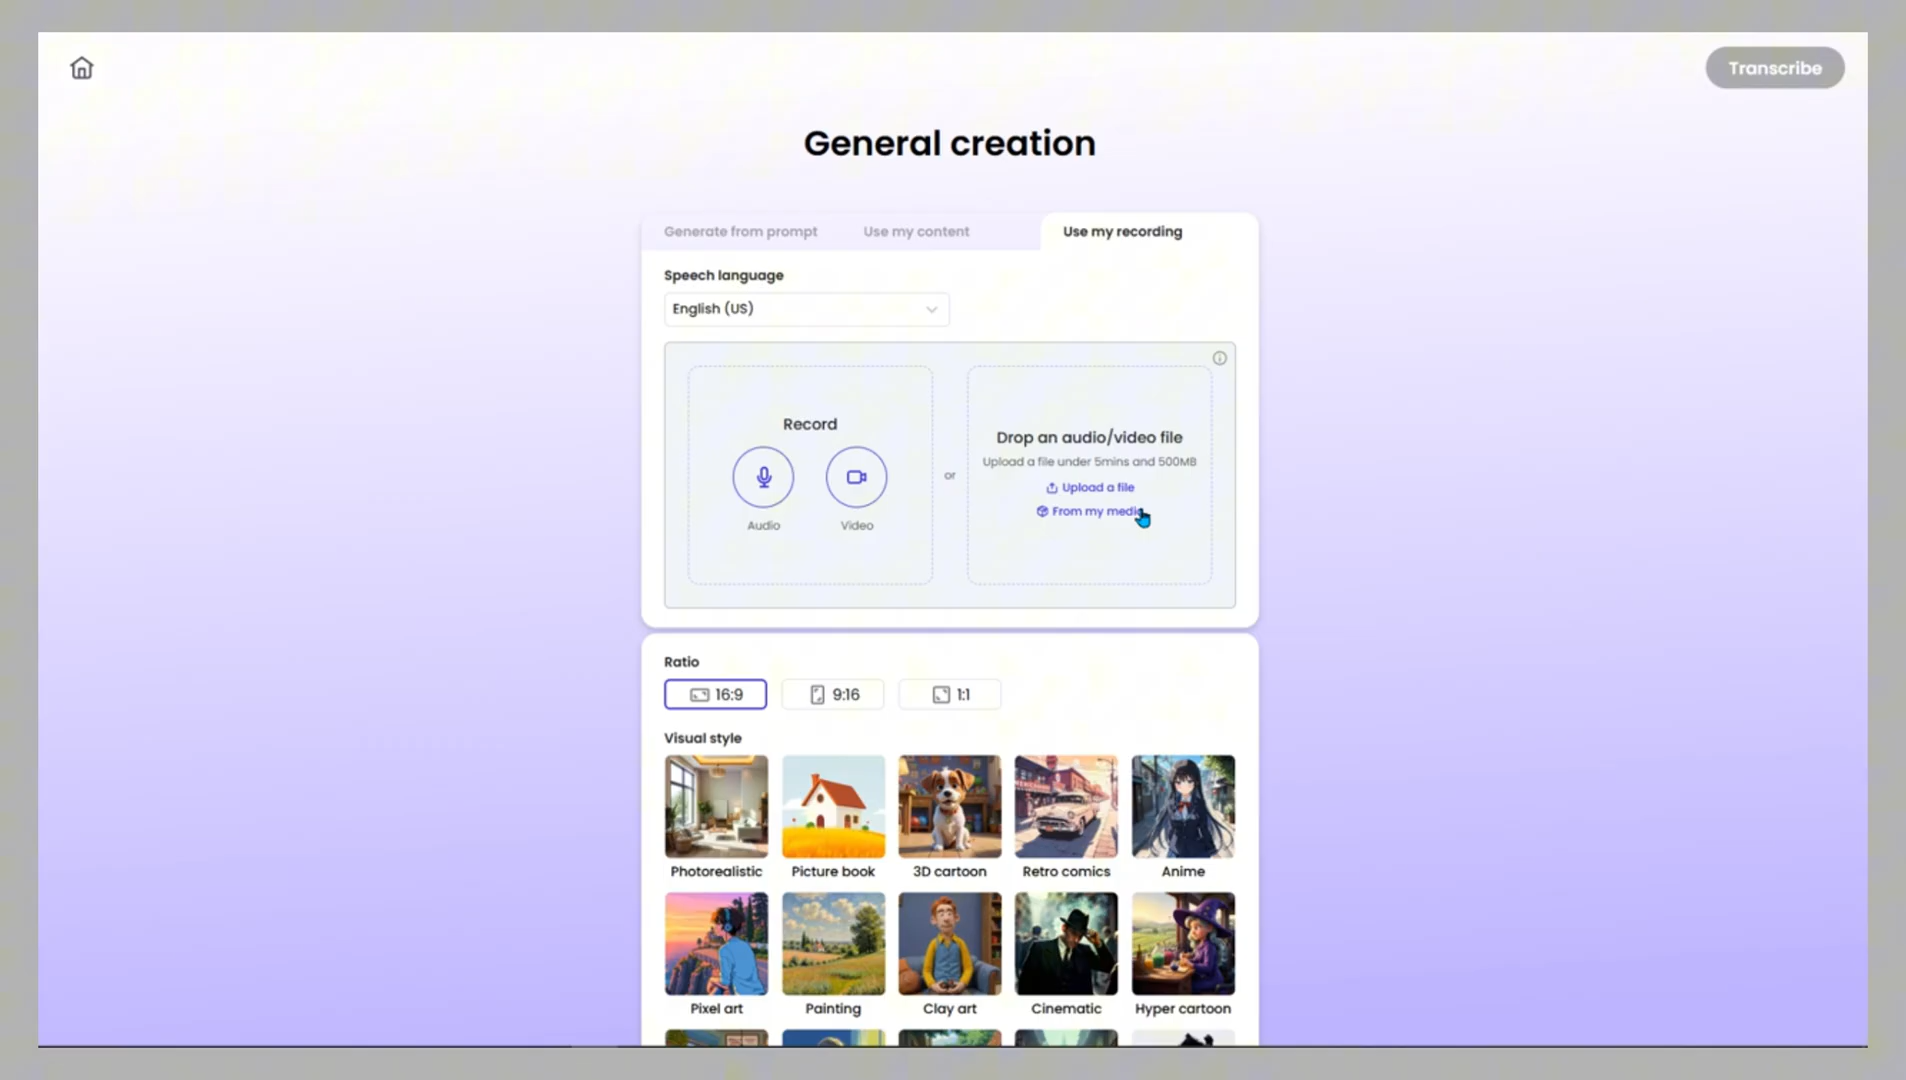 Transcribe
General creation
Generate from prompt
Use my content
Use my recording
Speech language
English (US)
Record
Audio
Video
or
Drop an audio/video file
Upload a file under 5mins and 500MB
Upload a file
From my media
Ratio
16:9
9:16
1:1
Visual style
Photorealistic
Picture book
3D cartoon
Retro comics
Anime
Pixel art
Painting
Clay art
Cinematic
Hyper cartoon